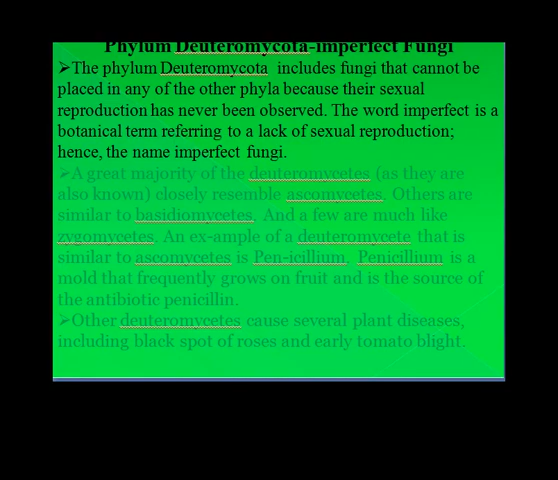 Phylum Deuteromycota-imperfect Fungi
➢The phylum Deuteromycota includes fungi that cannot be
placed in any of the other phyla because their sexual
reproduction has never been observed. The word imperfect is a
botanical term referring to a lack of sexual reproduction;
hence, the name imperfect fungi.
➢A great majority of the deuteromycetes (as they are
also known) closely resemble ascomycetes. Others are
similar to basidiomycetes. And a few are much like
zygomycetes. An ex-ample of a deuteromycete that is
similar to ascomycetes is Pen-icillium. Penicillium is a
mold that frequently grows on fruit and is the source of
the antibiotic penicillin.
➢Other deuteromycetes cause several plant diseases,
including black spot of roses and early tomato blight.